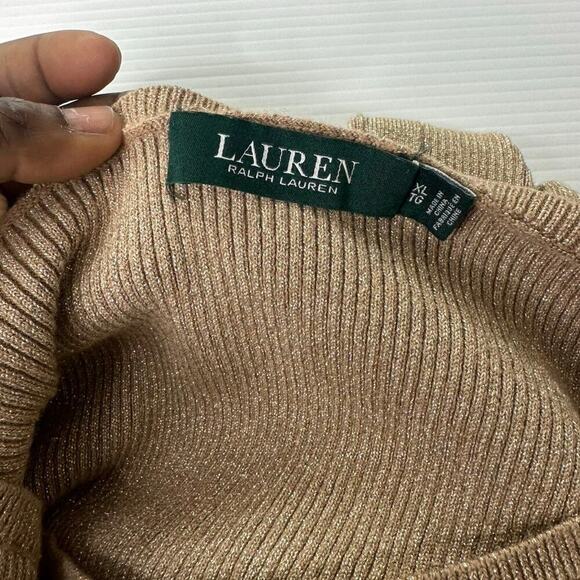 LAUREN
RALPH LAUREN
XL
TG
MADE IN
CHINA
FABRIQUÉ EN
CHINE